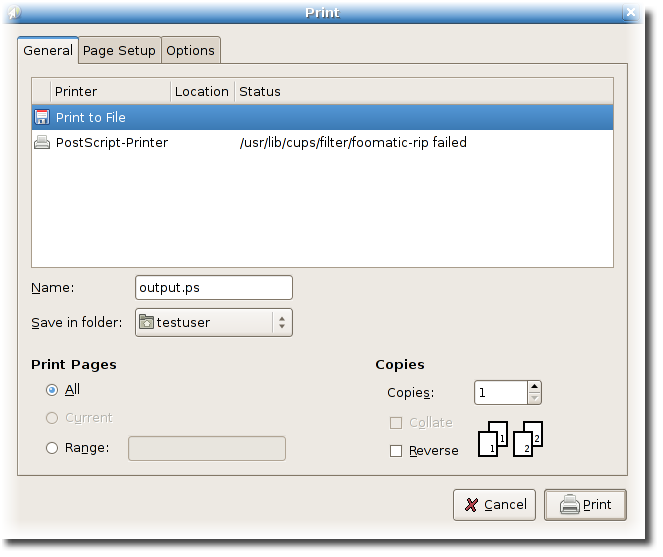 Print
General Page Setup Options
Printer Location Status
Print to File
PostScript-Printer /usr/lib/cups/filter/foomatic-rip failed
Name: output.ps
Save in folder: testuser
Print Pages Copies
All Copies: 1
Current Collate
Range: Reverse 1 1 2 2
Cancel Print